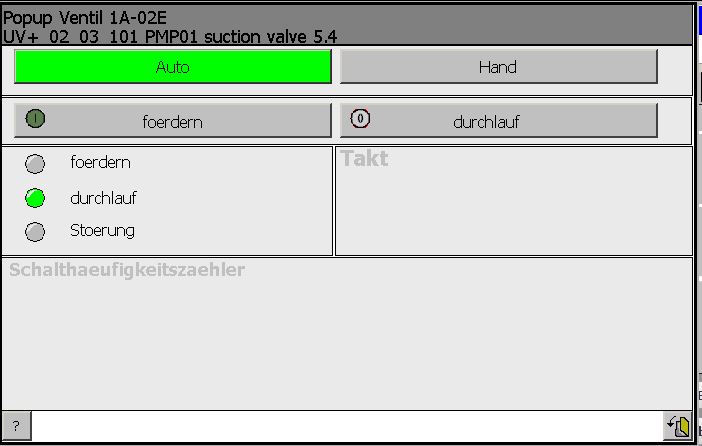 Popup Ventil 1A-02E
UV+ 02 03 101 PMP01 suction valve 5.4
Auto Hand
I foerdern 0 durchlauf
foerdern
durchlauf
Stoerung
Takt
Schalthaeufigkeitszaehler
?